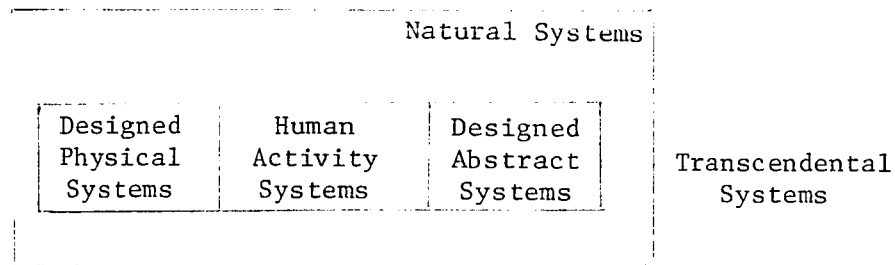 Natural Systems
Designed Physical Systems
Human Activity Systems
Designed Abstract Systems
Transcendental Systems